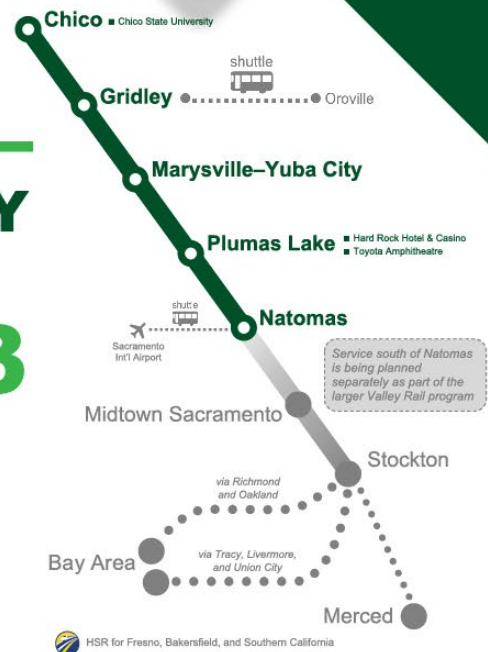 Chico ■ Chico State University
shuttle
Gridley
Oroville
Marysville–Yuba City
Y
Plumas Lake ■ Hard Rock Hotel & Casino
■ Toyota Amphitheatre
shuttle
Natomas
Sacramento
Int'l Airport
B
Service south of Natomas
is being planned
separately as part of the
larger Valley Rail program
Midtown Sacramento
Stockton
via Richmond
and Oakland
Bay Area
via Tracy, Livermore,
and Union City
Merced
HSR for Fresno, Bakersfield, and Southern California